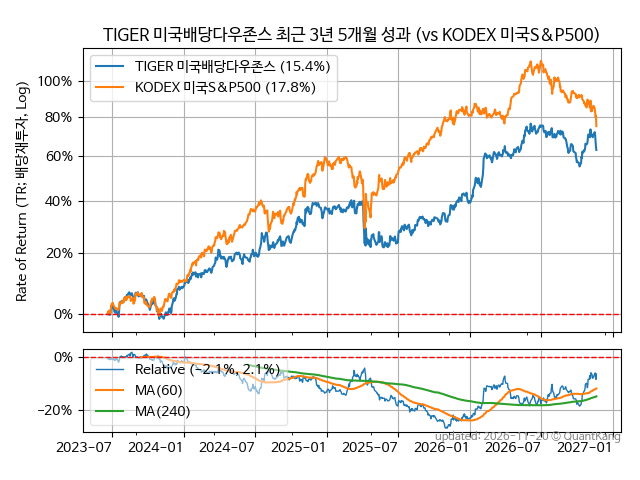 TIGER 미국배당다우존스 최근 3년 5개월 성과 (vs KODEX 미국S&P500)
Rate of Return (TR: 배당재투자, Log)
TIGER 미국배당다우존스 (15.4%)
KODEX 미국S&P500 (17.8%)
100%
80%
60%
40%
20%
0%
0%
−20%
Relative (−2.1%, 2.1%)
MA(60)
MA(240)
updated: 2026-11-20 © QuantKang
2023-07
2024-01
2024-07
2025-01
2025-07
2026-01
2026-07
2027-01